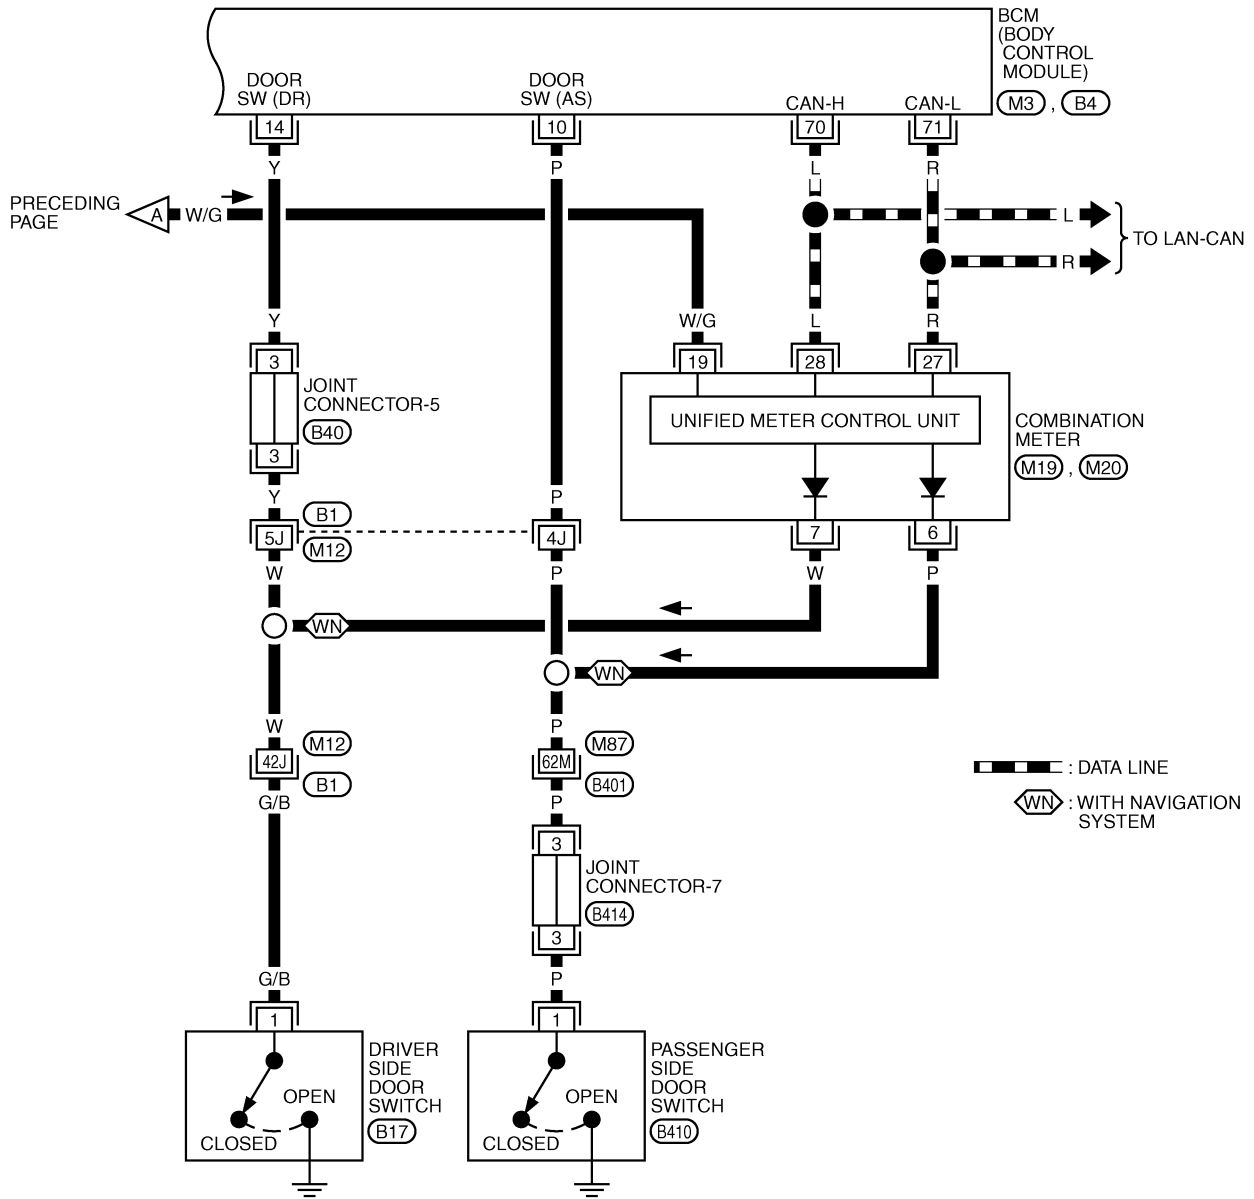 BCM
(BODY
CONTROL
MODULE)
M3 , B4
DOOR
SW (DR)
DOOR
SW (AS)
CAN-H
CAN-L
14
10
70
71
Y
P
L
R
PRECEDING
PAGE
A
W/G
L
R
TO LAN-CAN
Y
W/G
L
R
3
19
28
27
JOINT
CONNECTOR-5
B40
UNIFIED METER CONTROL UNIT
COMBINATION
METER
M19 , M20
3
Y
P
B1
5J
4J
7
6
M12
W
P
W
P
WN
WN
W
P
M12
M87
42J
62M
B1
B401
G/B
P
: DATA LINE
WN : WITH NAVIGATION
SYSTEM
3
JOINT
CONNECTOR-7
B414
3
G/B
P
1
1
DRIVER
SIDE
DOOR
SWITCH
B17
OPEN
CLOSED
PASSENGER
SIDE
DOOR
SWITCH
B410
OPEN
CLOSED